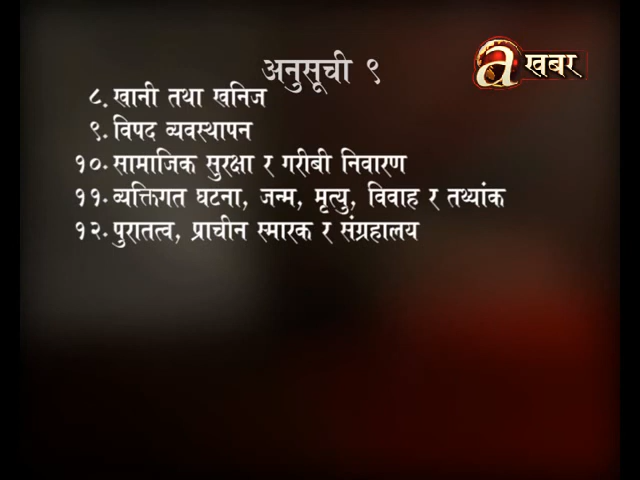 अनुसूची ९
a खबर
८. खानी तथा खनिज
९. विपद व्यवस्थापन
१०. सामाजिक सुरक्षा र गरीबी निवारण
११. व्यक्तिगत घटना, जन्म, मृत्यु, विवाह र तथ्यांक
१२. पुरातत्व, प्राचीन स्मारक र संग्रहालय